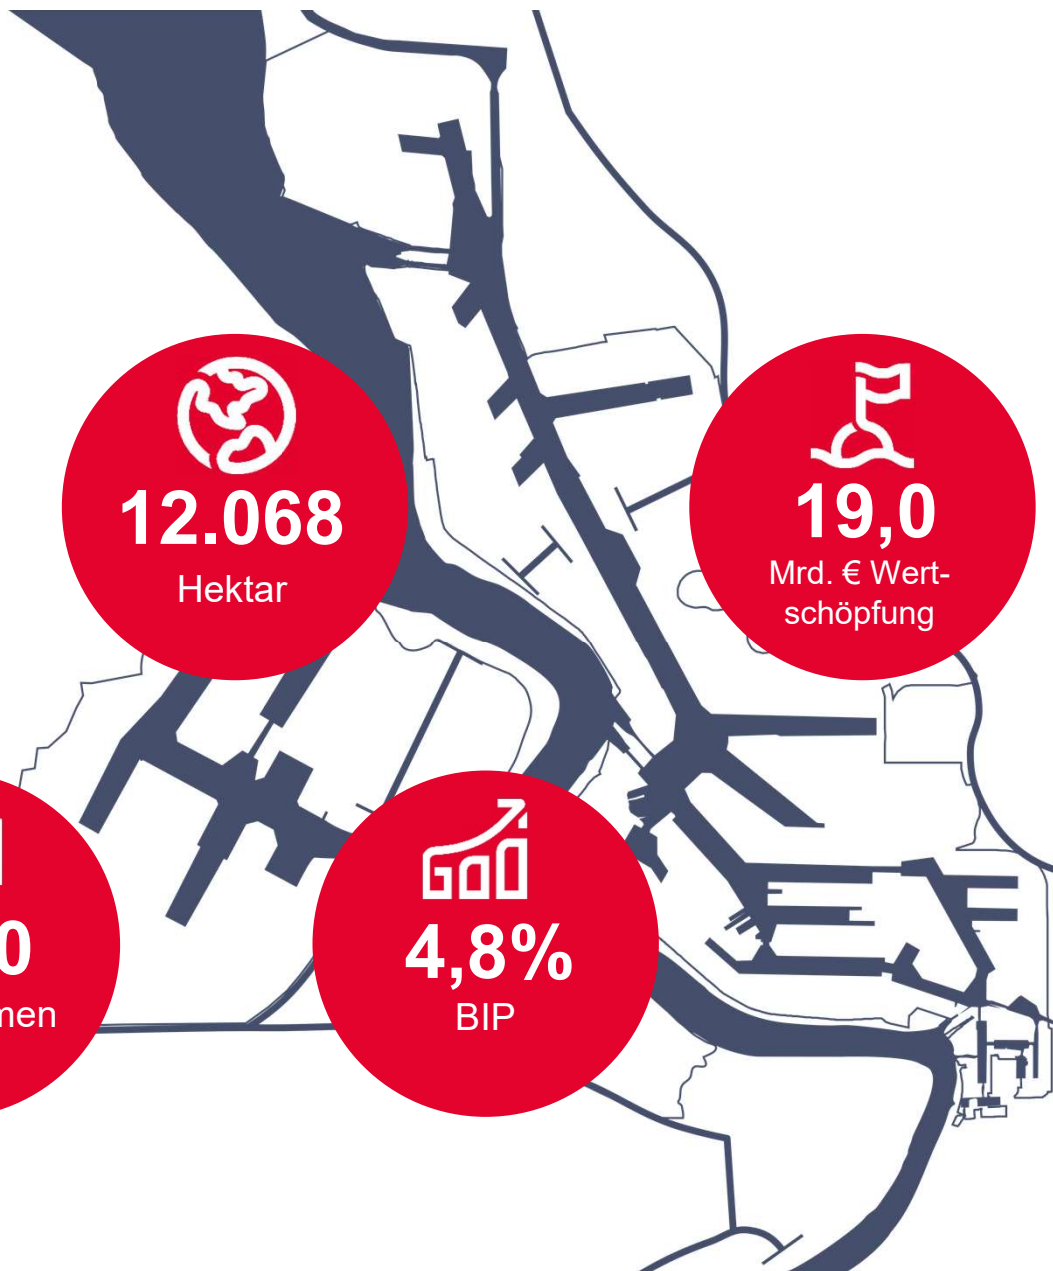 12.068
Hektar
19,0
Mrd. € Wert-
schöpfung
4,8%
BIP